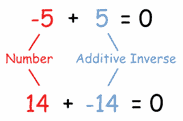 -5 + 5 = 0
Number Additive Inverse
14 + -14 = 0